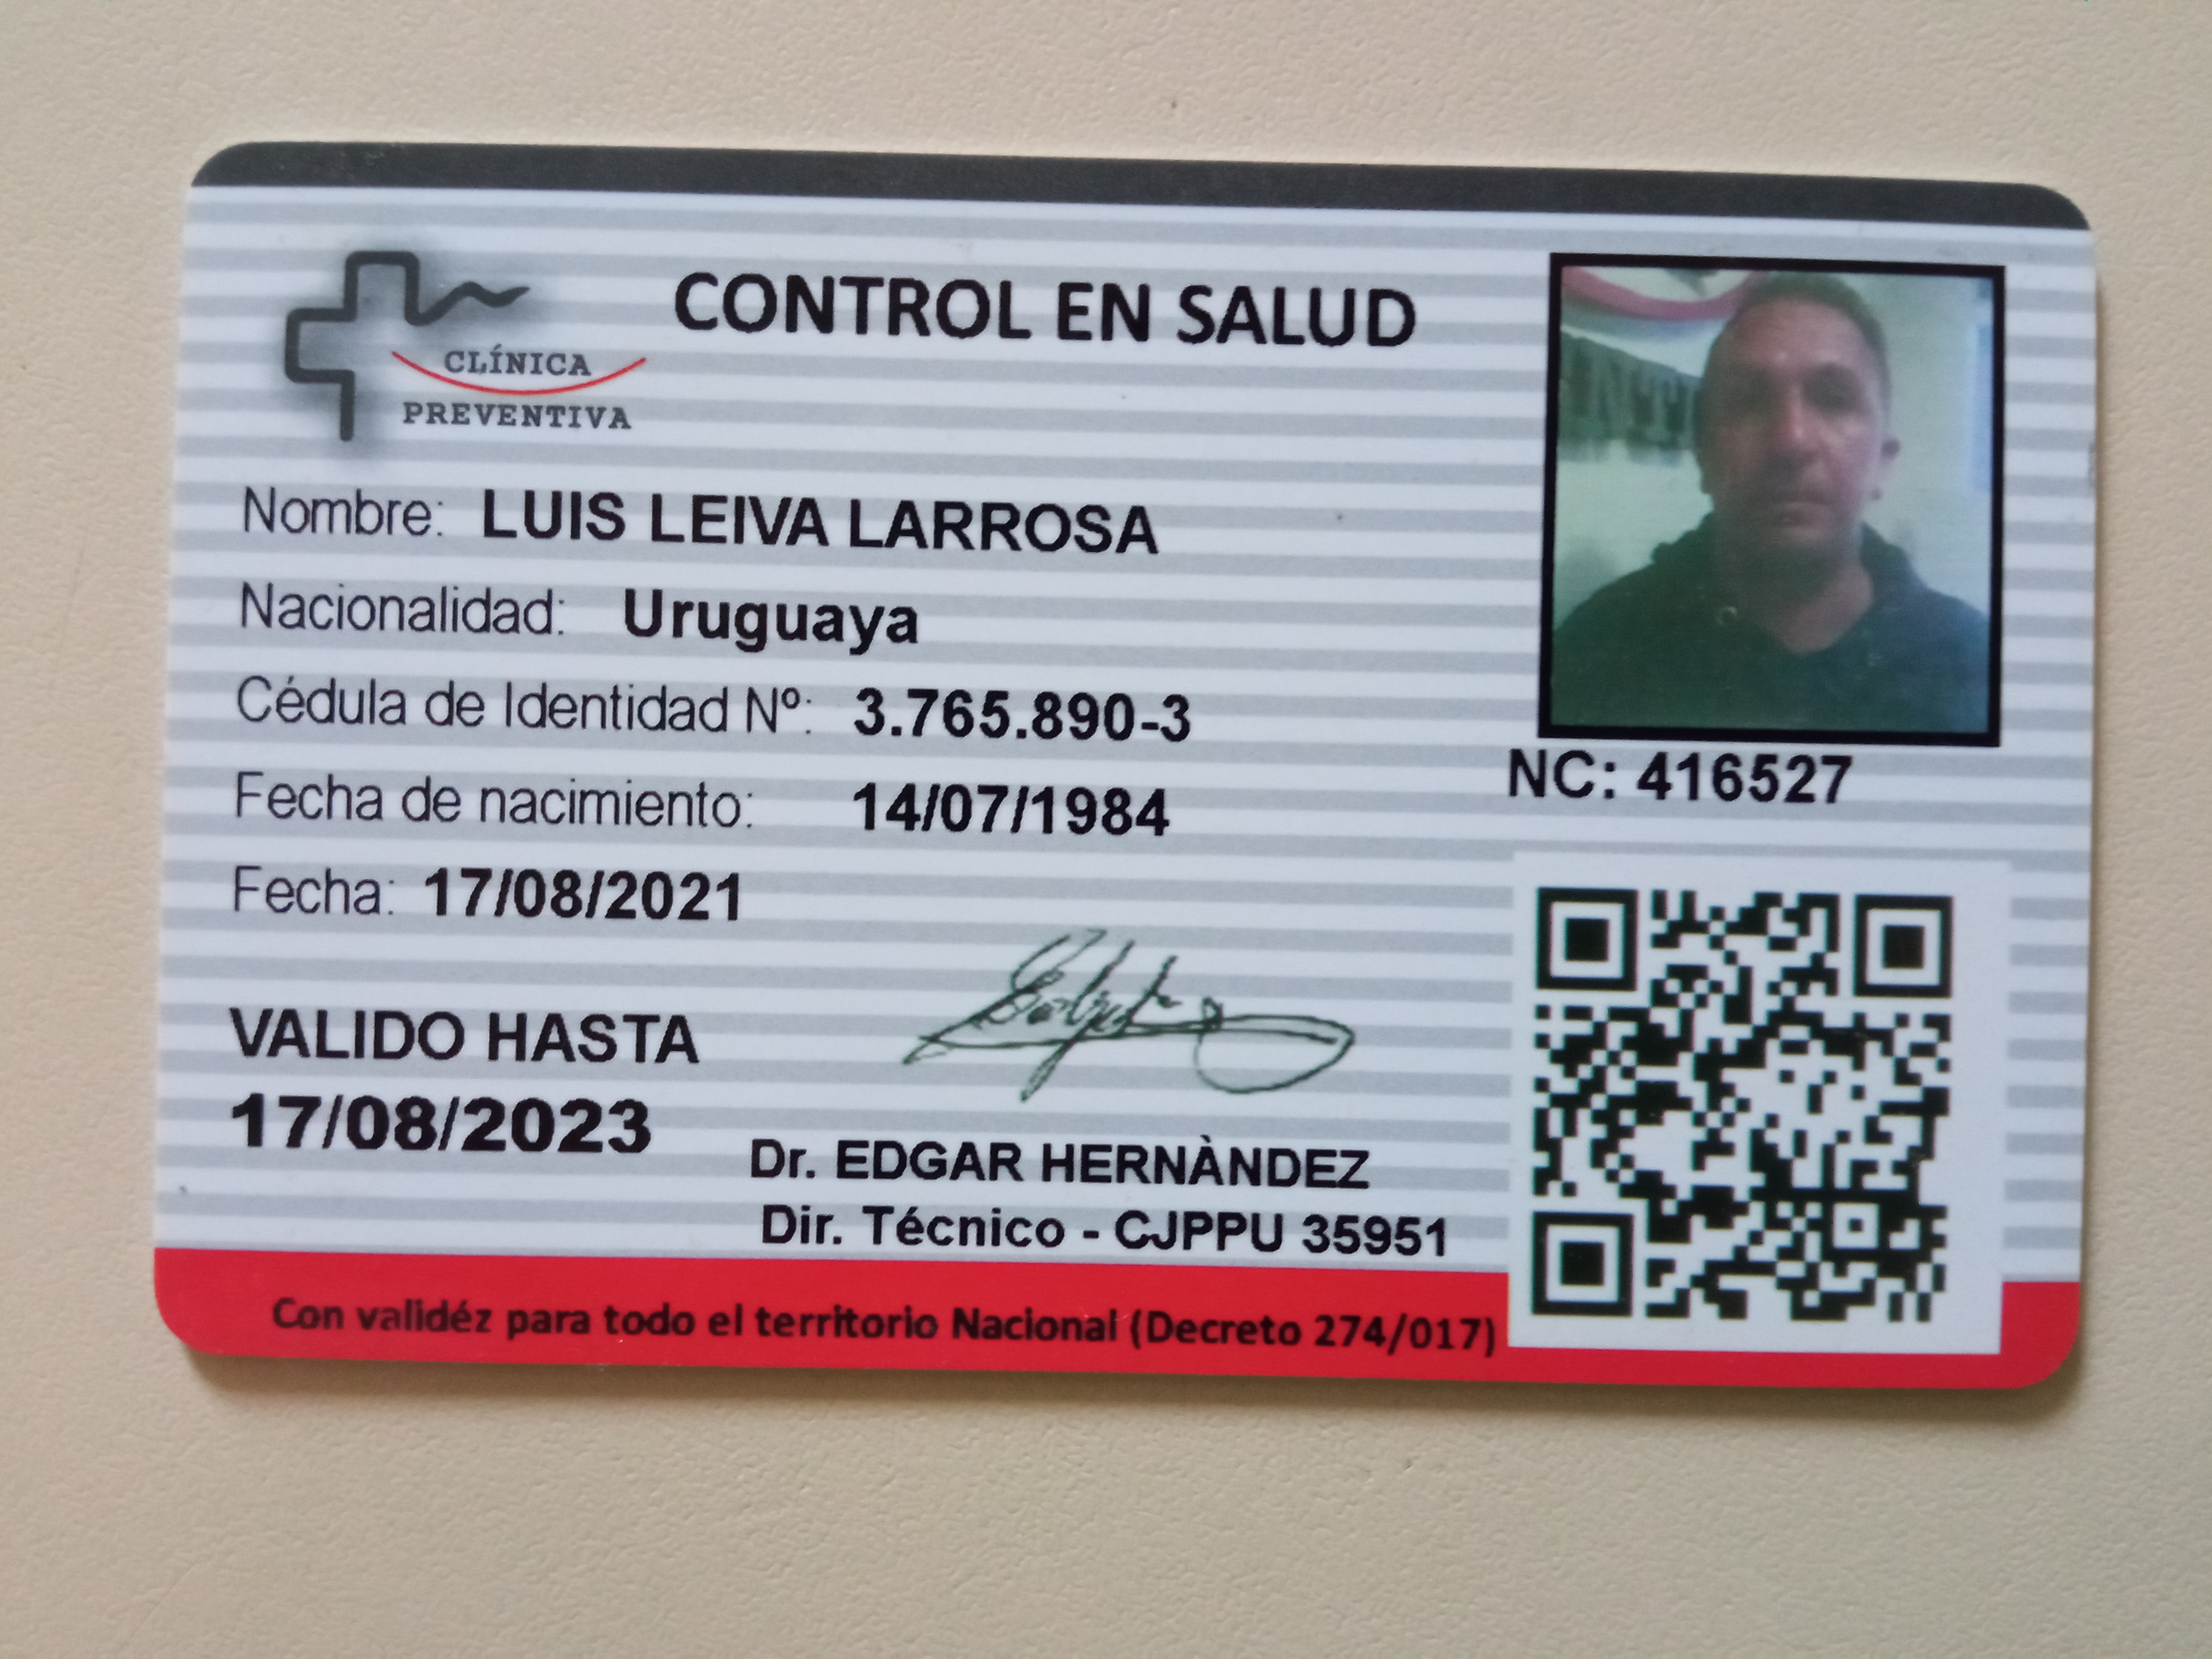 CONTROL EN SALUD
CLÍNICA
PREVENTIVA
Nombre: LUIS LEIVA LARROSA
Nacionalidad: Uruguaya
Cédula de Identidad Nº: 3.765.890-3
Fecha de nacimiento: 14/07/1984
Fecha: 17/08/2021
VALIDO HASTA
17/08/2023
NC: 416527
Dr. EDGAR HERNÀNDEZ
Dir. Técnico - CJPPU 35951
Con validéz para todo el territorio Nacional (Decreto 274/017)